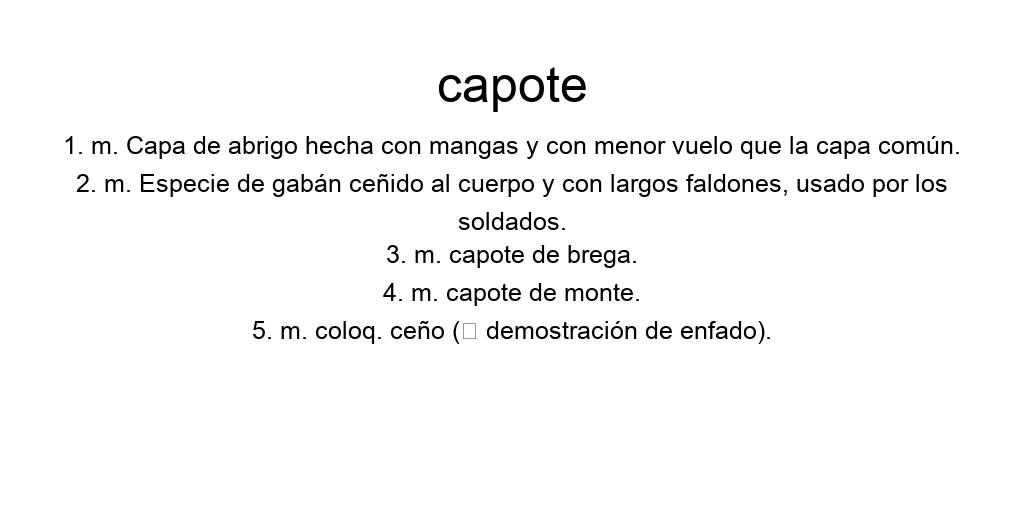 capote
1. m. Capa de abrigo hecha con mangas y con menor vuelo que la capa común.
2. m. Especie de gabán ceñido al cuerpo y con largos faldones, usado por los
soldados.
3. m. capote de brega.
4. m. capote de monte.
5. m. coloq. ceño (□ demostración de enfado).